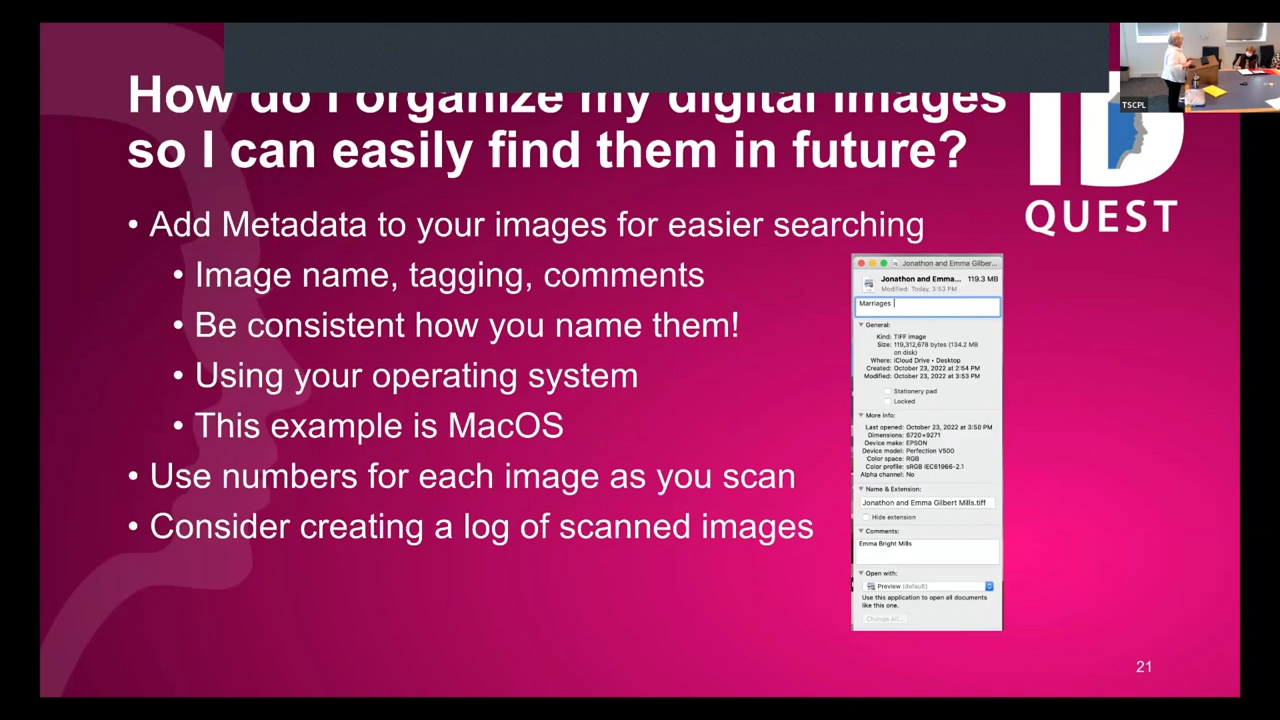 How do I organize my digital images
so I can easily find them in future?
TSCPL
ID
QUEST
• Add Metadata to your images for easier searching
• Image name, tagging, comments
• Be consistent how you name them!
• Using your operating system
• This example is MacOS
• Use numbers for each image as you scan
• Consider creating a log of scanned images
Jonathon and Emma Gilber...
Jonathon and Emma... 119.3 MB
Modified: Today, 3:53 PM
Marriages
General:
Kind: TIFF image
Size: 119,312,678 bytes (134.2 MB
on disk)
Where: iCloud Drive • Desktop
Created: October 23, 2022 at 2:54 PM
Modified: October 23, 2022 at 3:53 PM
Stationery pad
Locked
More Info:
Last opened: October 23, 2022 at 3:50 PM
Dimensions: 6720×9271
Device make: EPSON
Device model: Perfection V500
Color space: RGB
Color profile: sRGB IEC61966-2.1
Alpha channel: No
Name & Extension:
Jonathon and Emma Gilbert Mills.tiff
Hide extension
Comments:
Emma Bright Mills
Open with:
Preview (default)
Use this application to open all documents
like this one.
Change All...
21